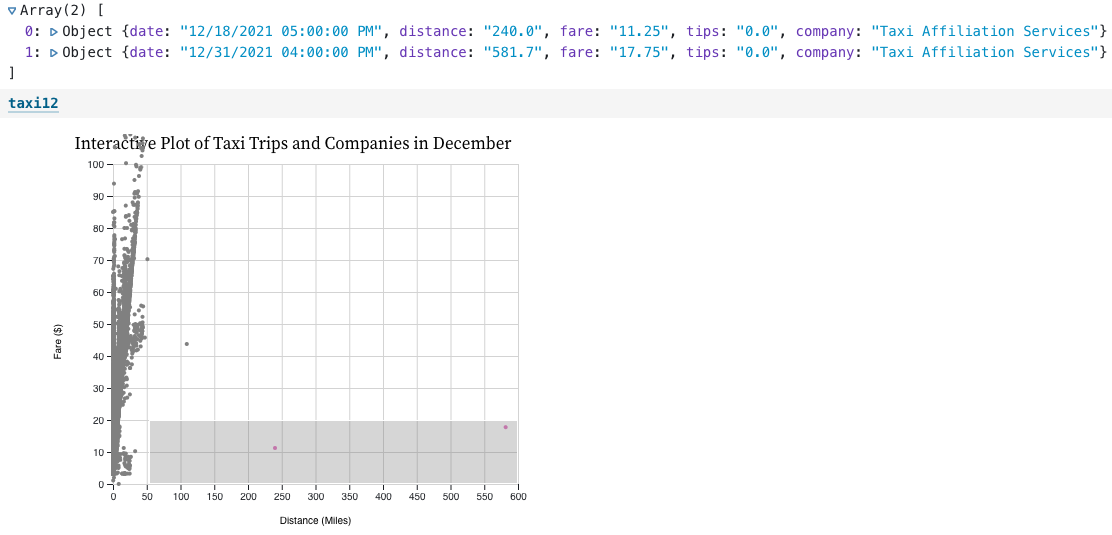 ▿ Array(2) [
0: ▹ Object {date: "12/18/2021 05:00:00 PM", distance: "240.0", fare: "11.25", tips: "0.0", company: "Taxi Affiliation Services"}
1: ▹ Object {date: "12/31/2021 04:00:00 PM", distance: "581.7", fare: "17.75", tips: "0.0", company: "Taxi Affiliation Services"}
]
taxi12
Interactive Plot of Taxi Trips and Companies in December
100
90
80
70
60
50
40
30
20
10
0
Fare ($)
0 50 100 150 200 250 300 350 400 450 500 550 600
Distance (Miles)